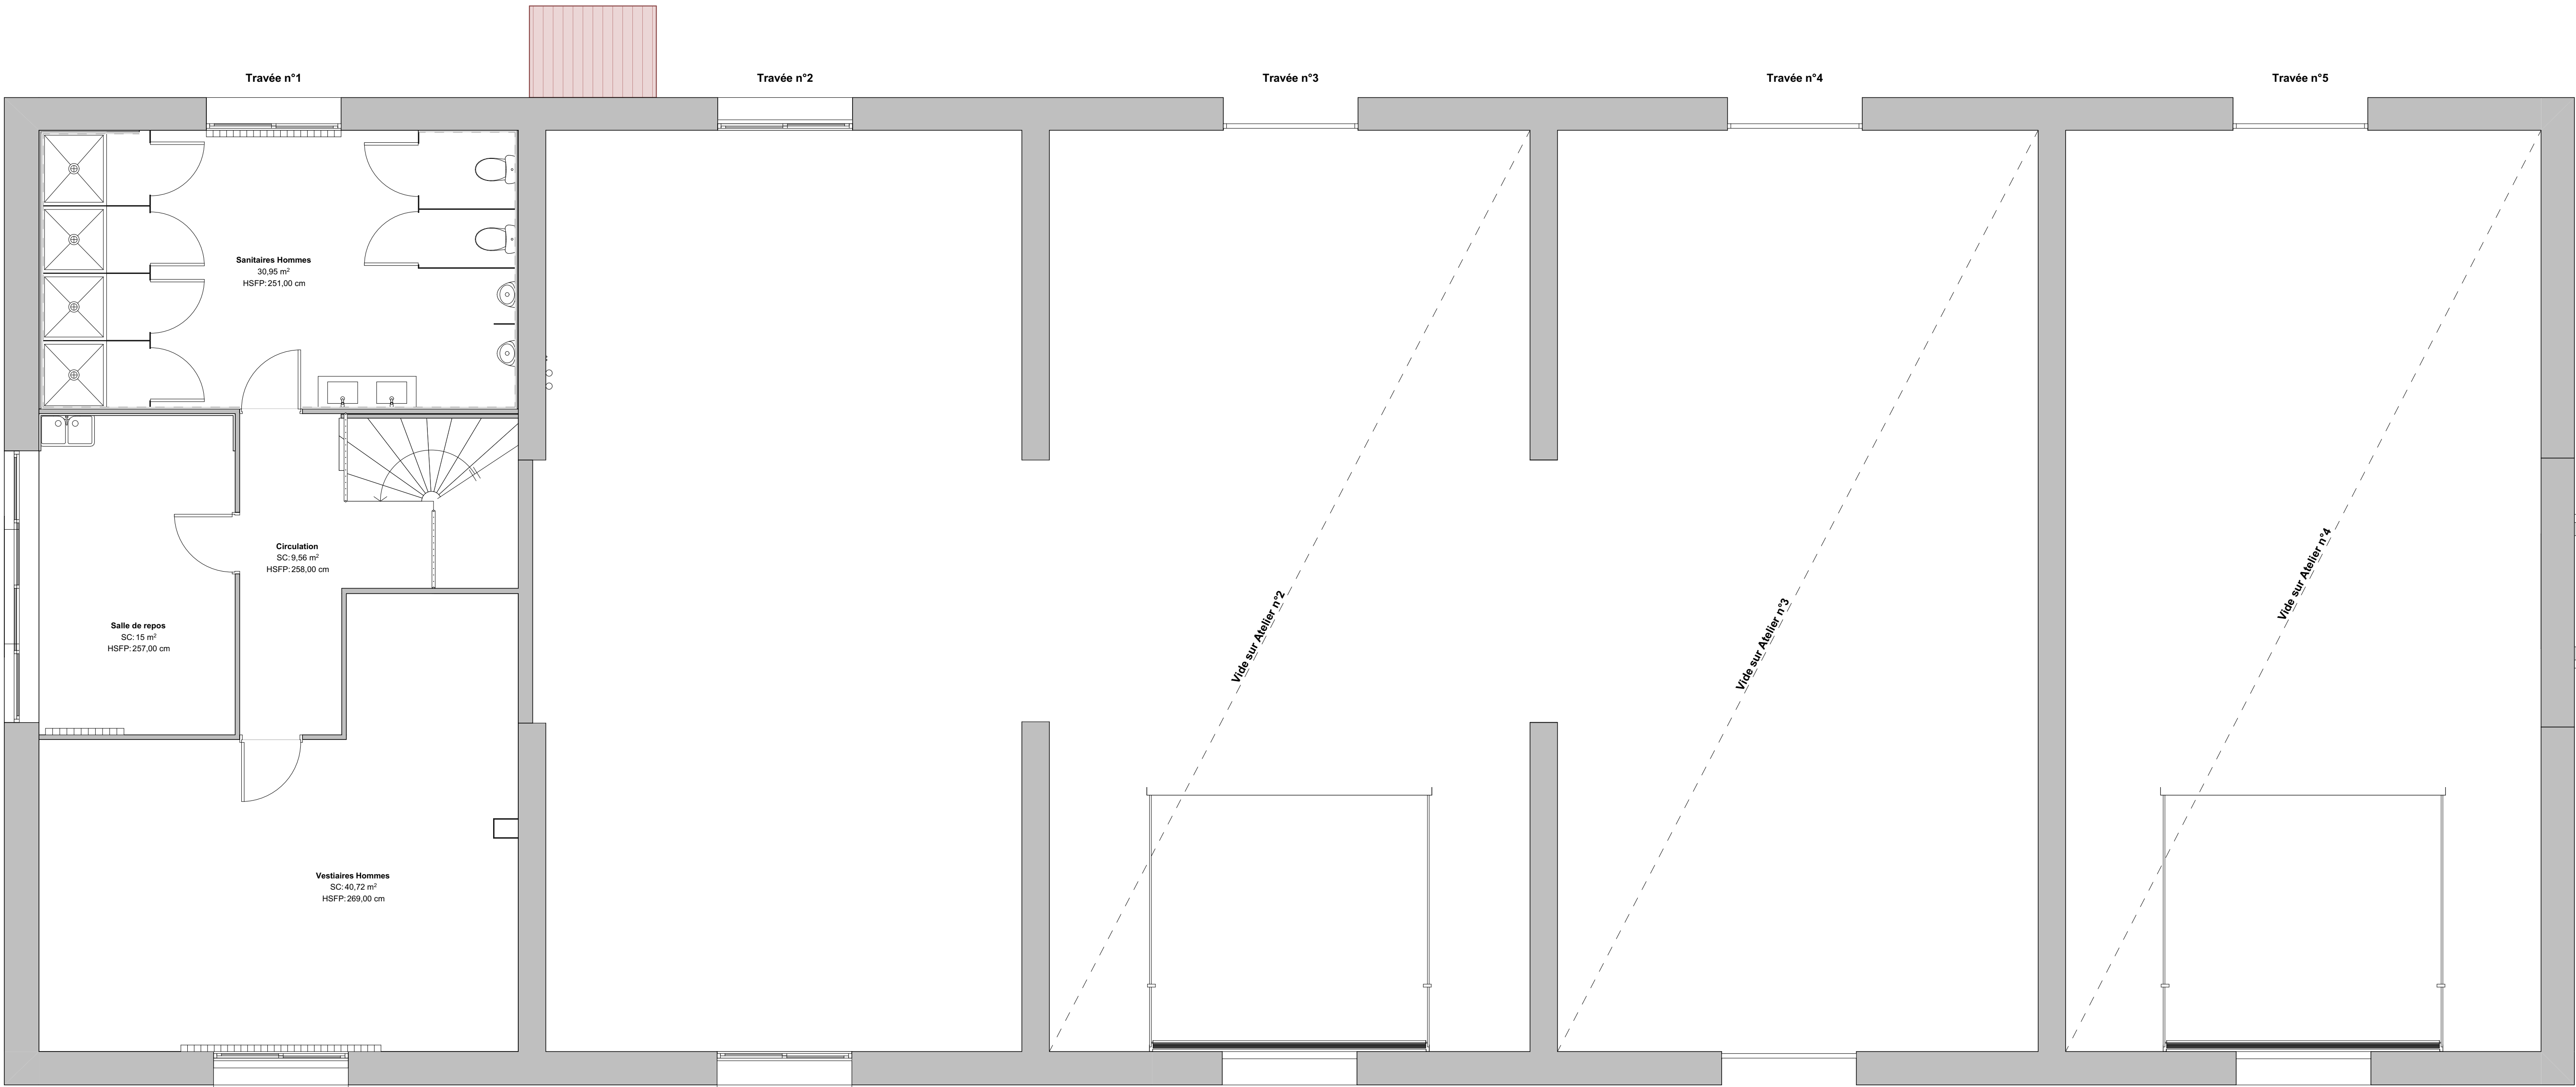 Travée n°1
Travée n°2
Travée n°3
Travée n°4
Travée n°5
Sanitaires Hommes
30,95 m²
HSFP: 251,00 cm
Circulation
SC: 9,56 m²
HSFP: 258,00 cm
Salle de repos
SC: 15 m²
HSFP: 257,00 cm
Vide sur Atelier n°2
Vide sur Atelier n°3
Vide sur Atelier n°4
Vestiaires Hommes
SC: 40,72 m²
HSFP: 269,00 cm